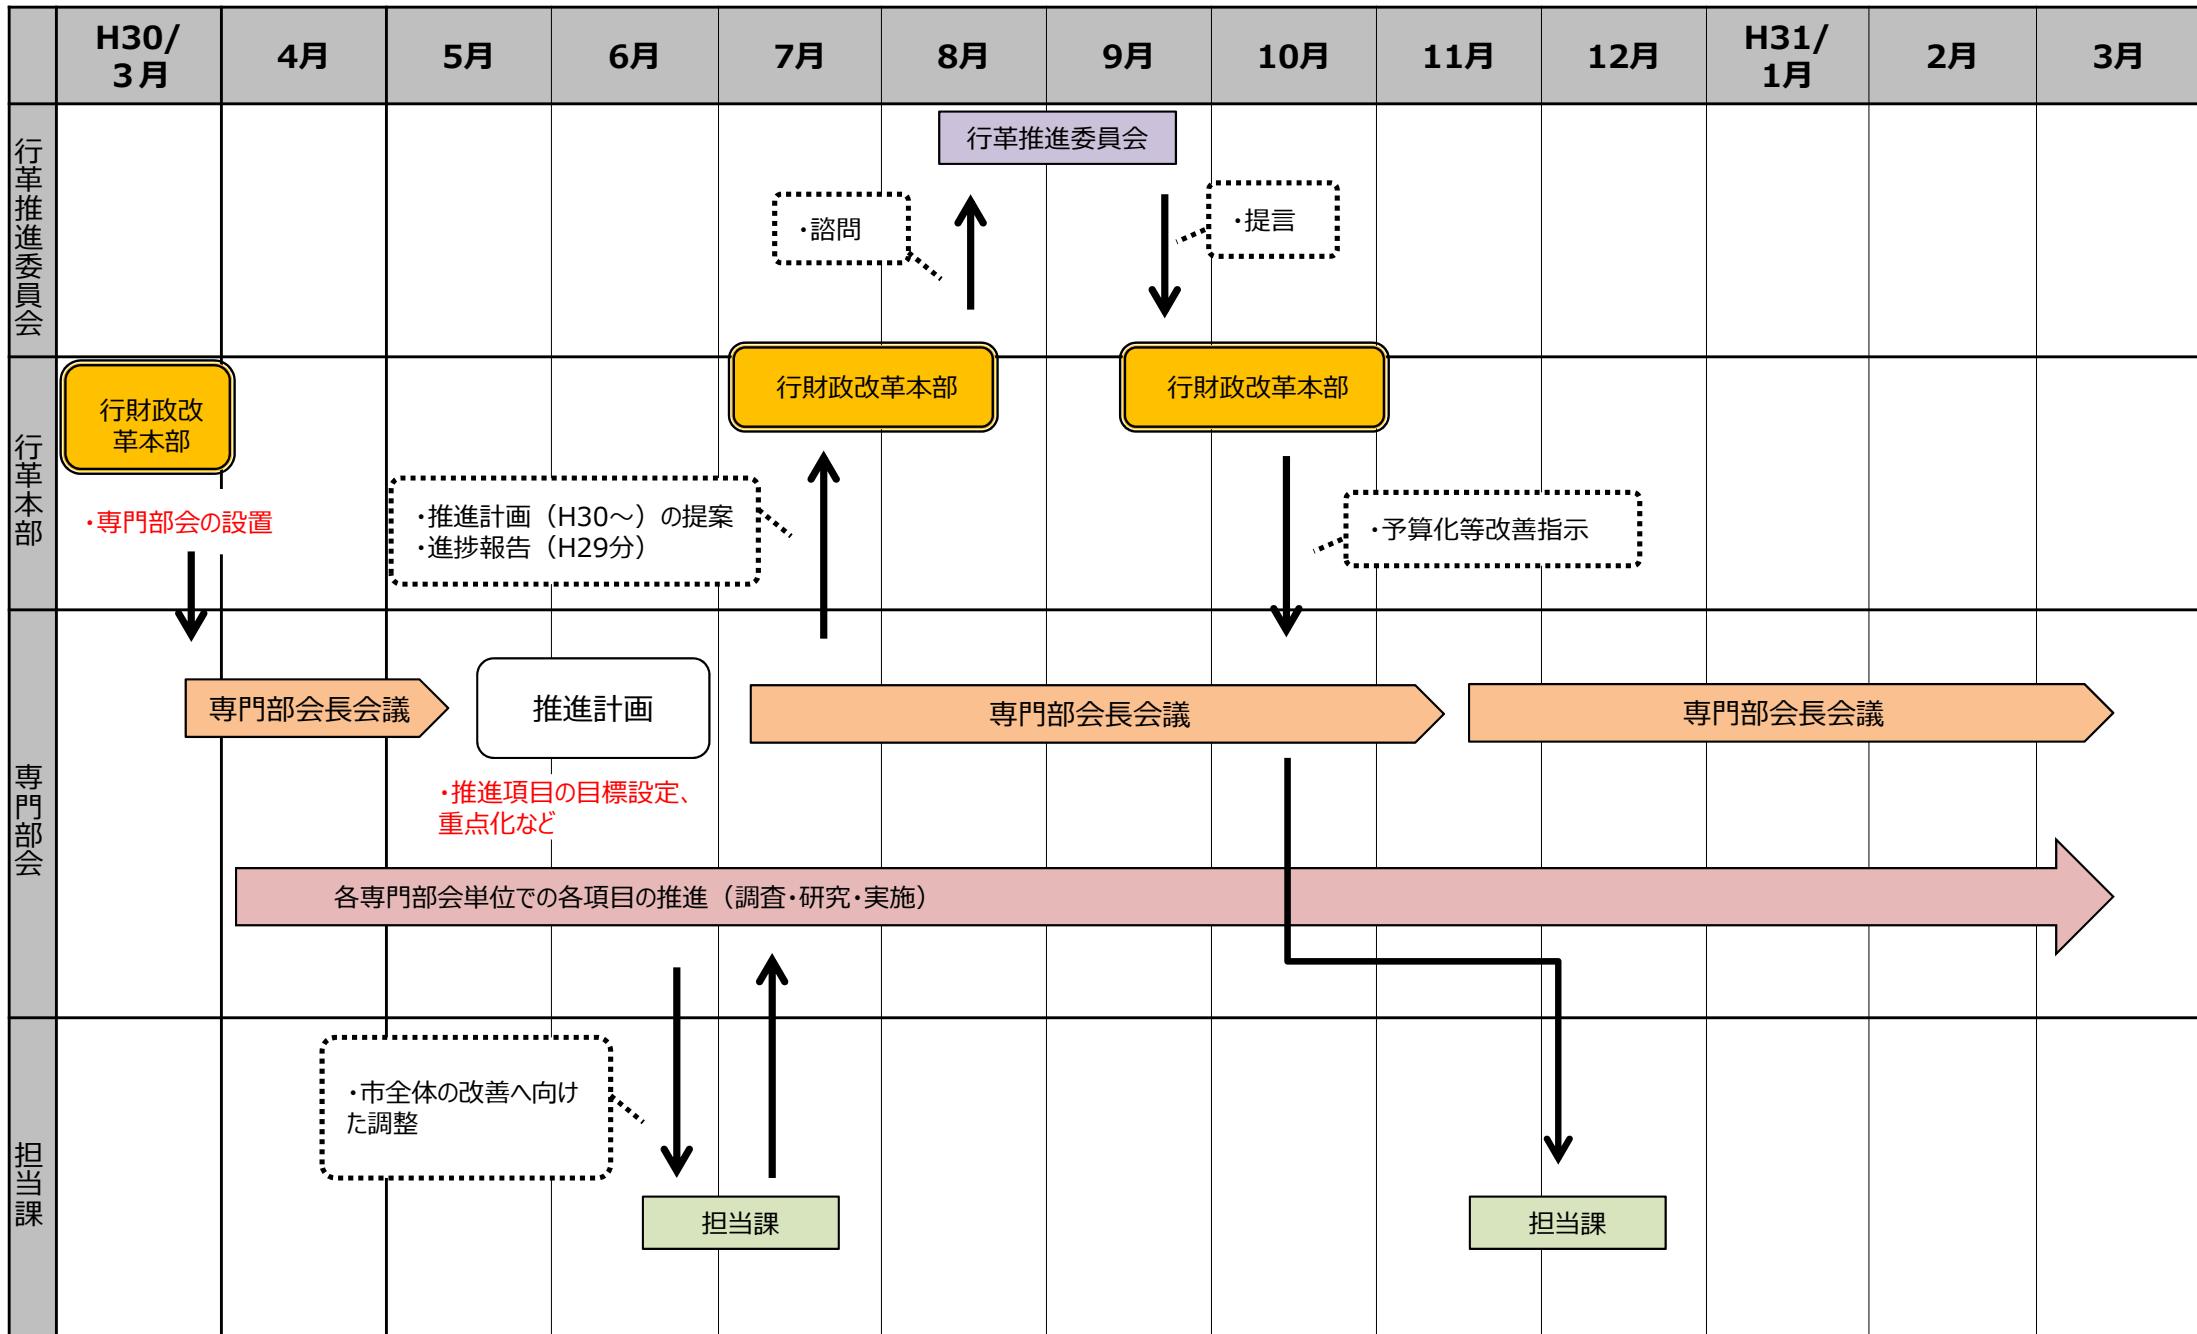 H30/
３月
4月
5月
6月
7月
8月
9月
10月
11月
12月
H31/
1月
2月
3月
行革推進委員会
行革推進委員会
・諮問
・提言
行革本部
行財政改
革本部
行財政改革本部
行財政改革本部
・専門部会の設置
・推進計画（H30～）の提案
・進捗報告（H29分）
・予算化等改善指示
専門部会
専門部会長会議
推進計画
専門部会長会議
専門部会長会議
・推進項目の目標設定、
重点化など
各専門部会単位での各項目の推進（調査・研究・実施）
担当課
・市全体の改善へ向け
た調整
担当課
担当課